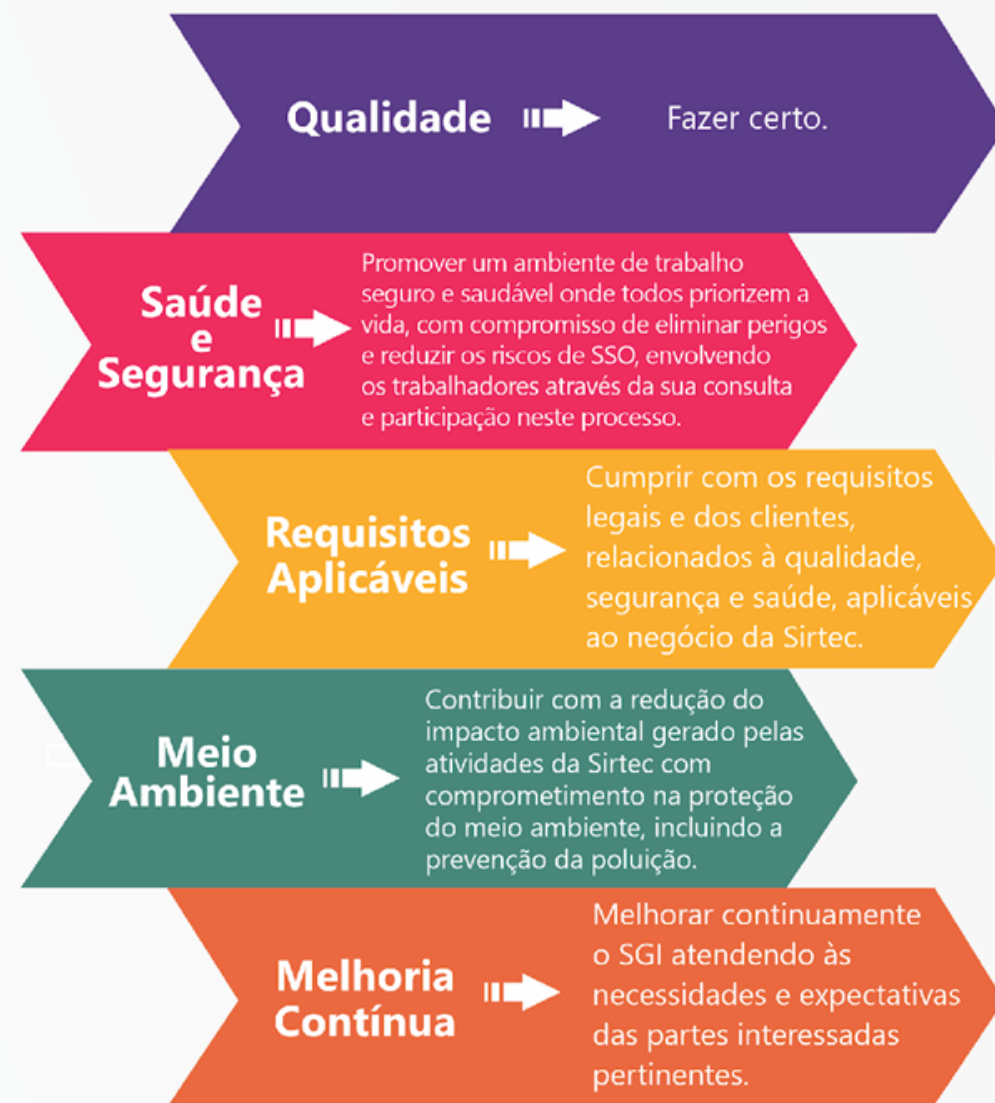 Qualidade
Fazer certo.
Saúde
e
Segurança
Promover um ambiente de trabalho
seguro e saudável onde todos priorizem a
vida, com compromisso de eliminar perigos
e reduzir os riscos de SSO, envolvendo
os trabalhadores através da sua consulta
e participação neste processo.
Requisitos
Aplicáveis
Cumprir com os requisitos
legais e dos clientes,
relacionados à qualidade,
segurança e saúde, aplicáveis
ao negócio da Sirtec.
Meio
Ambiente
Contribuir com a redução do
impacto ambiental gerado pelas
atividades da Sirtec com
comprometimento na proteção
do meio ambiente, incluindo a
prevenção da poluição.
Melhoria
Contínua
Melhorar continuamente
o SGI atendendo às
necessidades e expectativas
das partes interessadas
pertinentes.